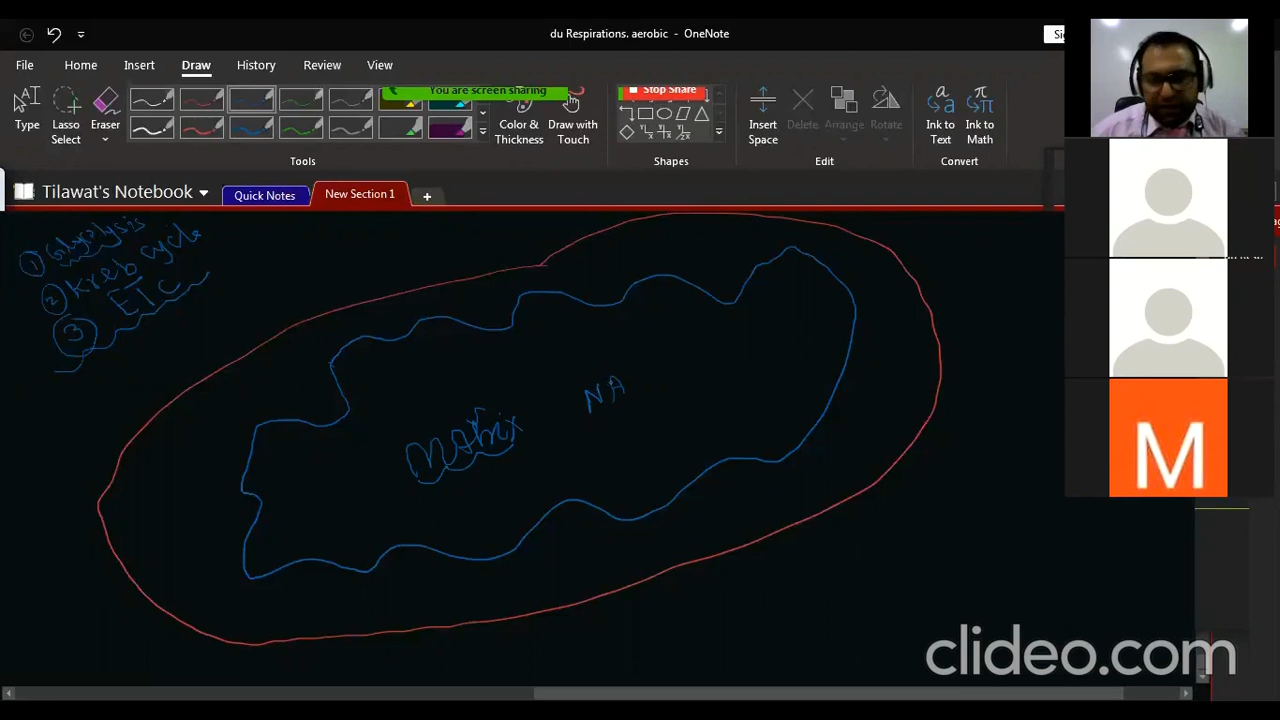 du Respirations. aerobic - OneNote
File Home Insert Draw History Review View
You are screen sharing
Stop Share
Type
Lasso Select
Eraser
Color & Thickness
Draw with Touch
Insert Space
Delete
Arrange
Rotate
Ink to Text
Ink to Math
Tools
Shapes
Edit
Convert
Tilawat's Notebook
Quick Notes
New Section 1
① Glycolysis
② Kreb cycle
③ ETC
Matrix
NA
M
clideo.com